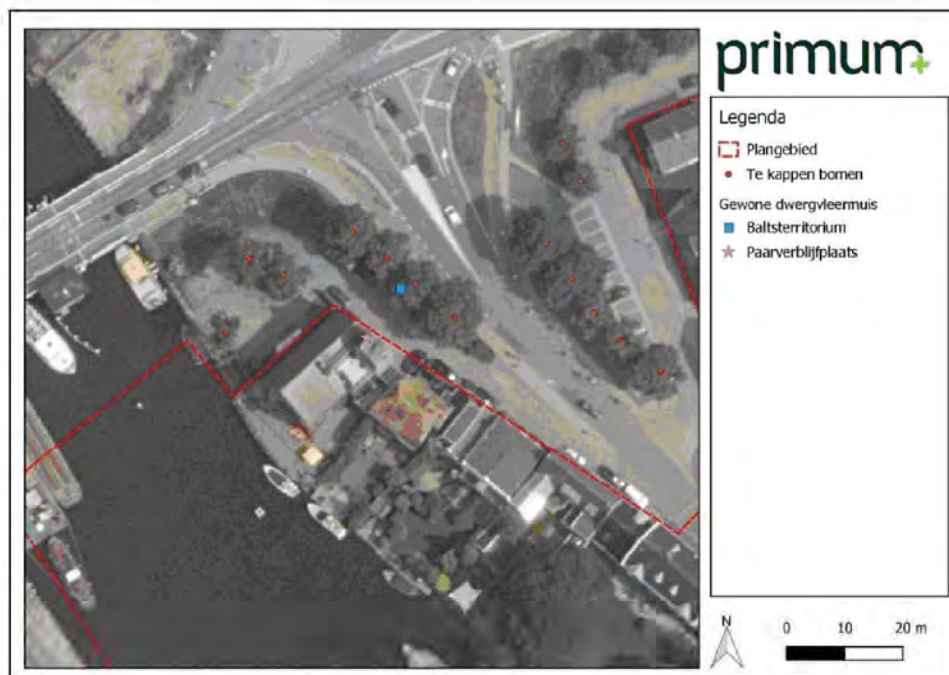 primum+
Legenda
Plangebied
Te kappen bomen
Gewone dwergvleermuis
Baltsterritorium
Paarverblijfplaats
N
0 10 20 m